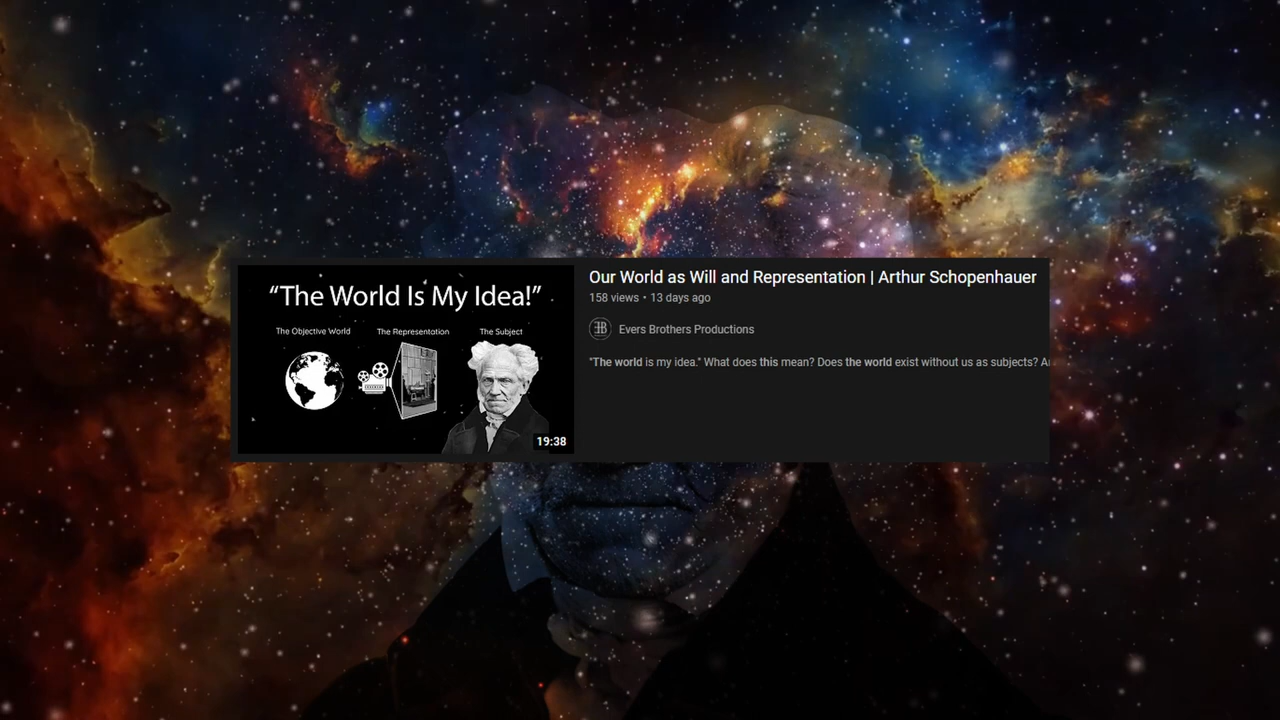 “The World Is My Idea!”
The Objective World The Representation The Subject
19:38
Our World as Will and Representation | Arthur Schopenhauer
158 views • 13 days ago
EB Evers Brothers Productions
"The world is my idea." What does this mean? Does the world exist without us as subjects?